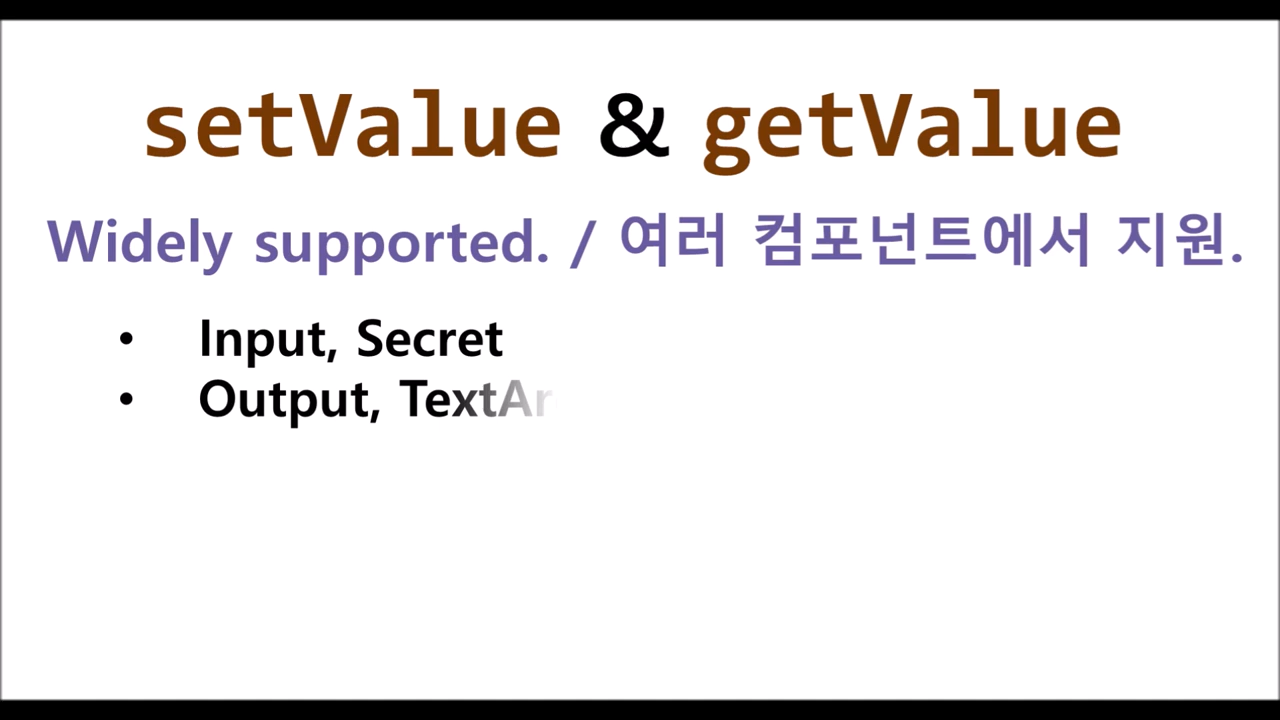 setValue & getValue
Widely supported. / 여러 컴포넌트에서 지원.
• Input, Secret
• Output, TextAr